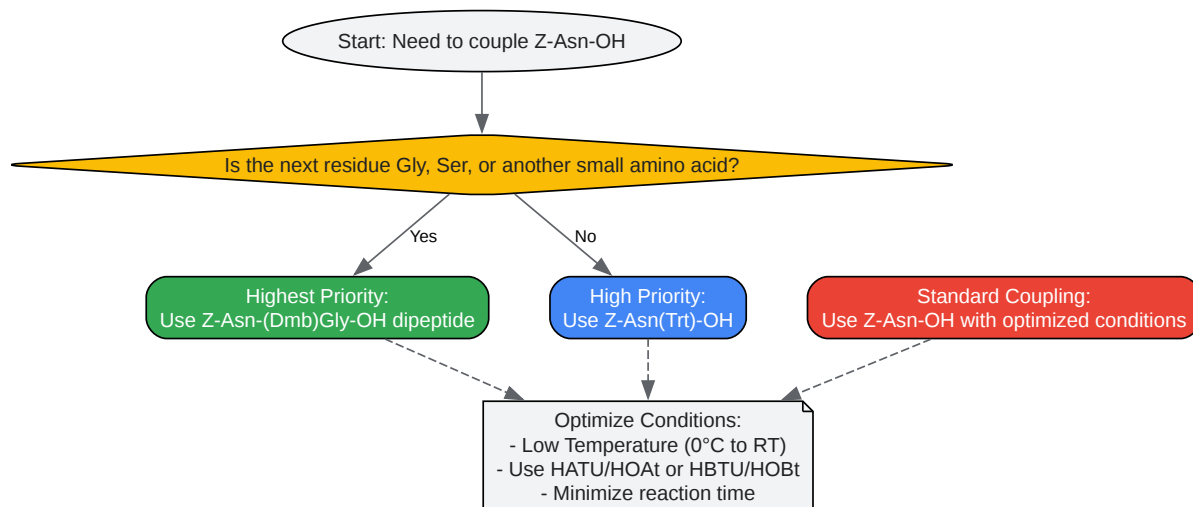 Start: Need to couple Z-Asn-OH
Is the next residue Gly, Ser, or another small amino acid?
Yes
No
Highest Priority:
Use Z-Asn-(Dmb)Gly-OH dipeptide
High Priority:
Use Z-Asn(Trt)-OH
Standard Coupling:
Use Z-Asn-OH with optimized conditions
Optimize Conditions:
- Low Temperature (0°C to RT)
- Use HATU/HOAt or HBTU/HOBt
- Minimize reaction time